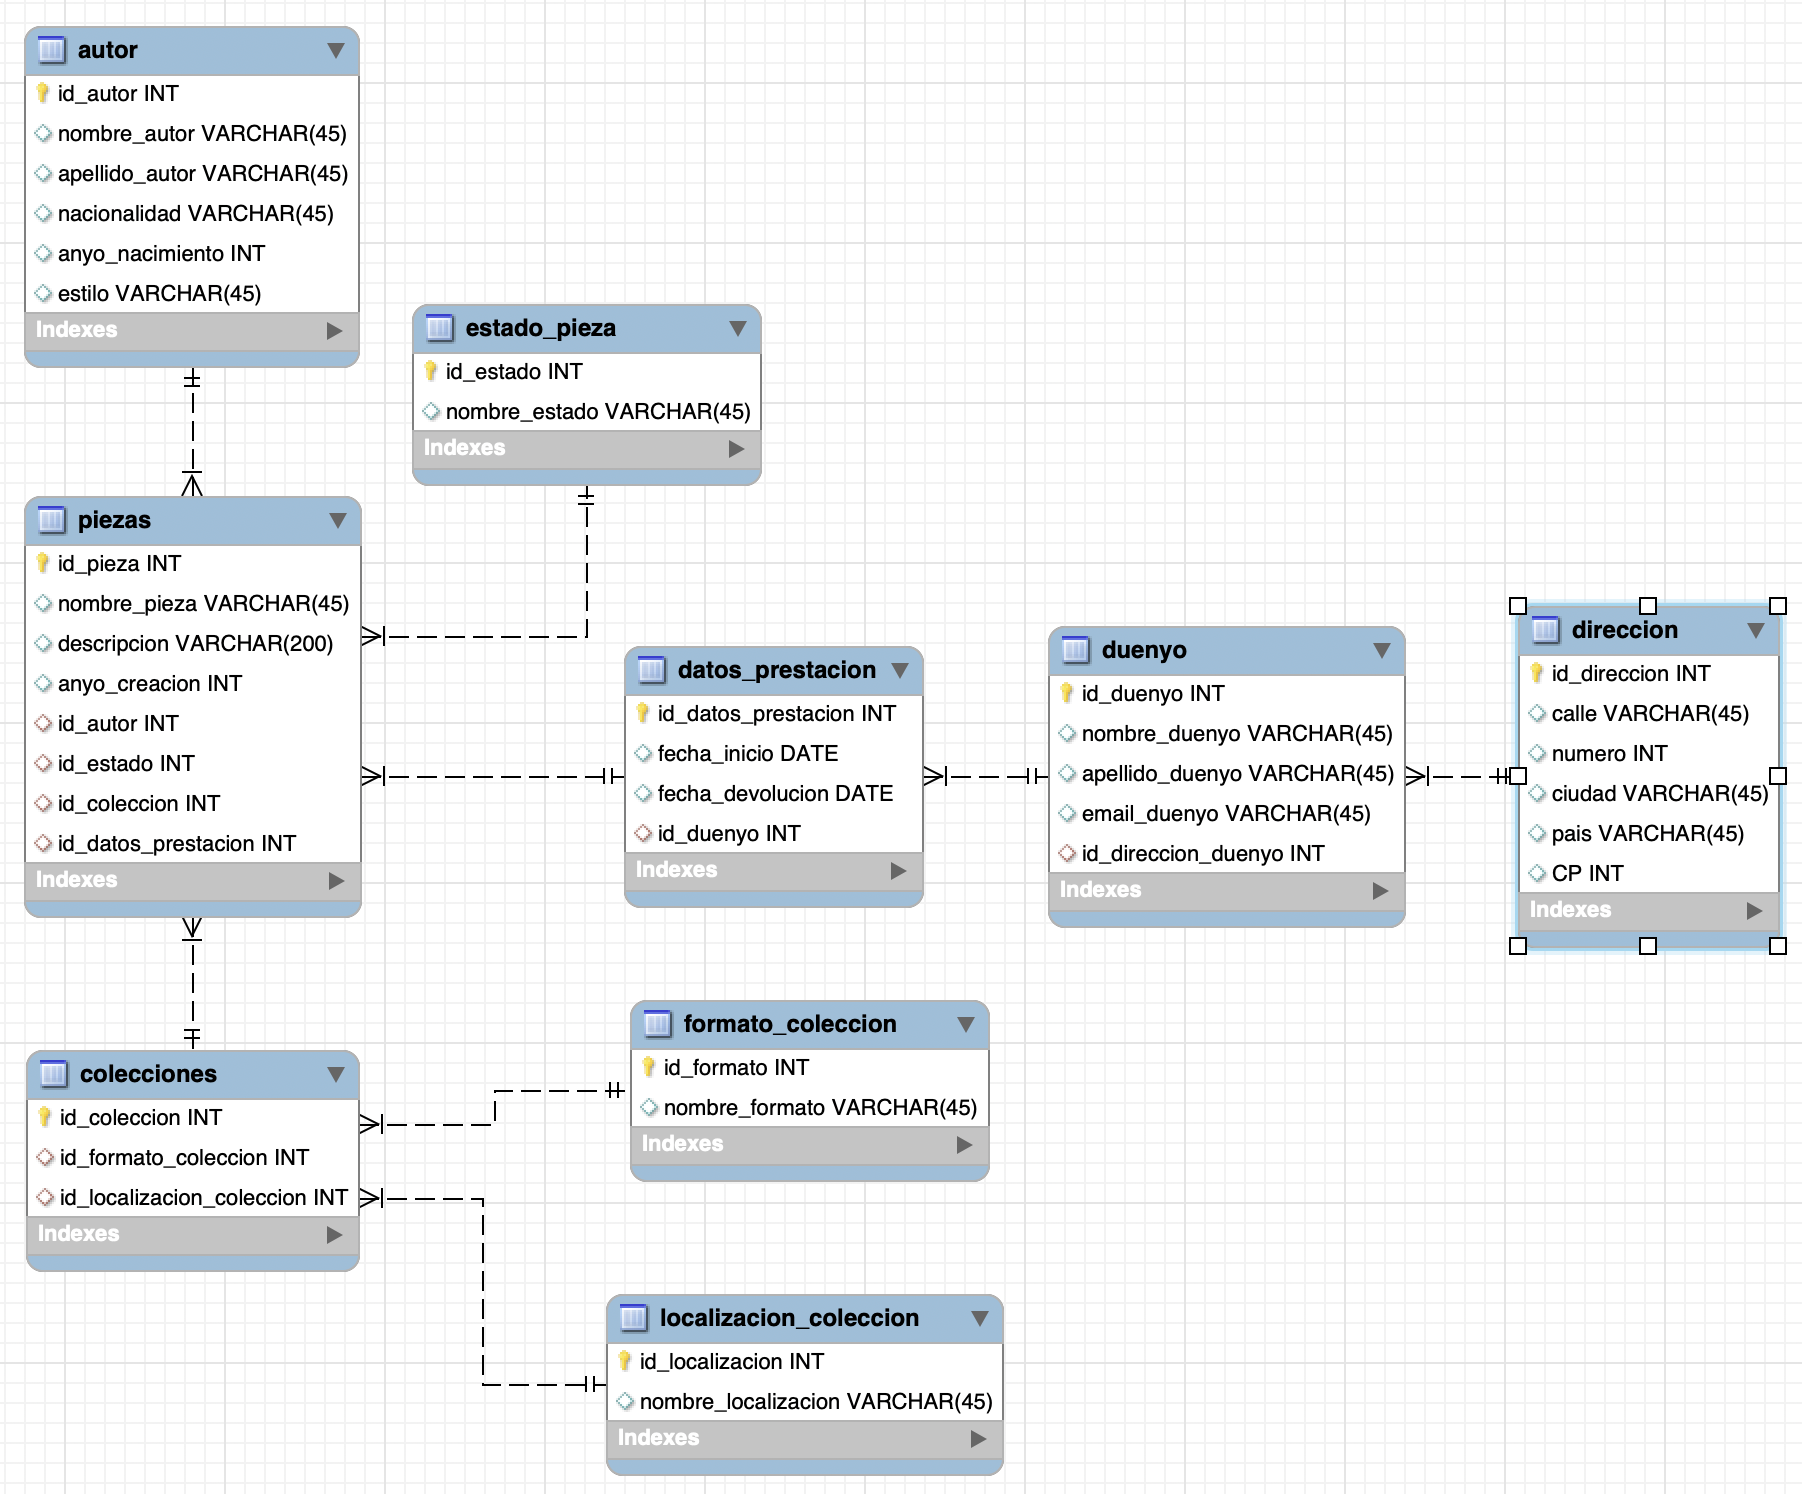 autor
id_autor INT
nombre_autor VARCHAR(45)
apellido_autor VARCHAR(45)
nacionalidad VARCHAR(45)
anyo_nacimiento INT
estilo VARCHAR(45)
Indexes
estado_pieza
id_estado INT
nombre_estado VARCHAR(45)
Indexes
piezas
id_pieza INT
nombre_pieza VARCHAR(45)
descripcion VARCHAR(200)
anyo_creacion INT
id_autor INT
id_estado INT
id_coleccion INT
id_datos_prestacion INT
Indexes
datos_prestacion
id_datos_prestacion INT
fecha_inicio DATE
fecha_devolucion DATE
id_duenyo INT
Indexes
duenyo
id_duenyo INT
nombre_duenyo VARCHAR(45)
apellido_duenyo VARCHAR(45)
email_duenyo VARCHAR(45)
id_direccion_duenyo INT
Indexes
direccion
id_direccion INT
calle VARCHAR(45)
numero INT
ciudad VARCHAR(45)
pais VARCHAR(45)
CP INT
Indexes
colecciones
id_coleccion INT
id_formato_coleccion INT
id_localizacion_coleccion INT
Indexes
formato_coleccion
id_formato INT
nombre_formato VARCHAR(45)
Indexes
localizacion_coleccion
id_localizacion INT
nombre_localizacion VARCHAR(45)
Indexes